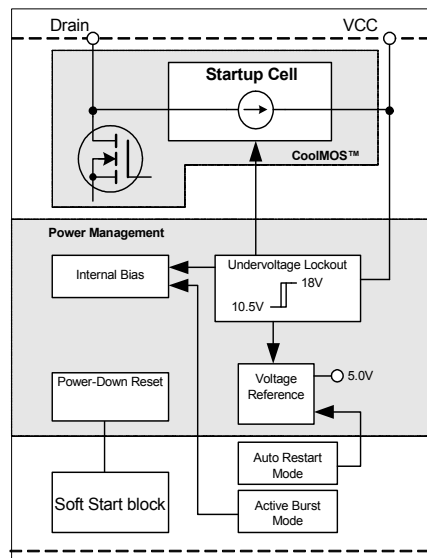 Drain
VCC
Startup Cell
CoolMOS™
Power Management
Internal Bias
Undervoltage Lockout
18V
10.5V
Power-Down Reset
Voltage
Reference
5.0V
Auto Restart
Mode
Soft Start block
Active Burst
Mode